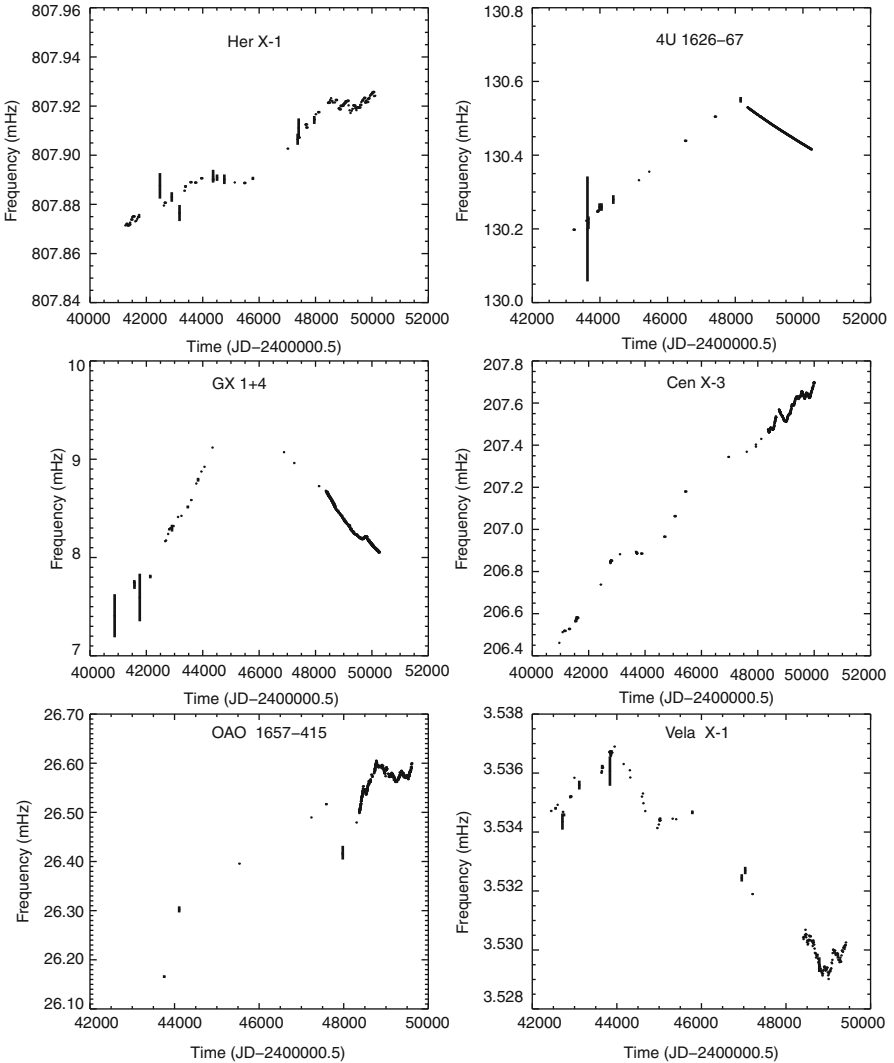 Her X-1
807.96
807.94
807.92
807.90
807.88
807.86
807.84
Frequency (mHz)
40000 42000 44000 46000 48000 50000 52000
Time (JD−2400000.5)
4U 1626−67
130.8
130.6
130.4
130.2
130.0
Frequency (mHz)
42000 44000 46000 48000 50000 52000
Time (JD−2400000.5)
GX 1+4
10
9
8
7
Frequency (mHz)
40000 42000 44000 46000 48000 50000 52000
Time (JD−2400000.5)
Cen X-3
207.8
207.6
207.4
207.2
207.0
206.8
206.6
206.4
Frequency (mHz)
40000 42000 44000 46000 48000 50000 52000
Time (JD−2400000.5)
OAO 1657−415
26.70
26.60
26.50
26.40
26.30
26.20
26.10
Frequency (mHz)
42000 44000 46000 48000 50000
Time (JD−2400000.5)
Vela X-1
3.538
3.536
3.534
3.532
3.530
3.528
Frequency (mHz)
42000 44000 46000 48000 50000
Time (JD−2400000.5)